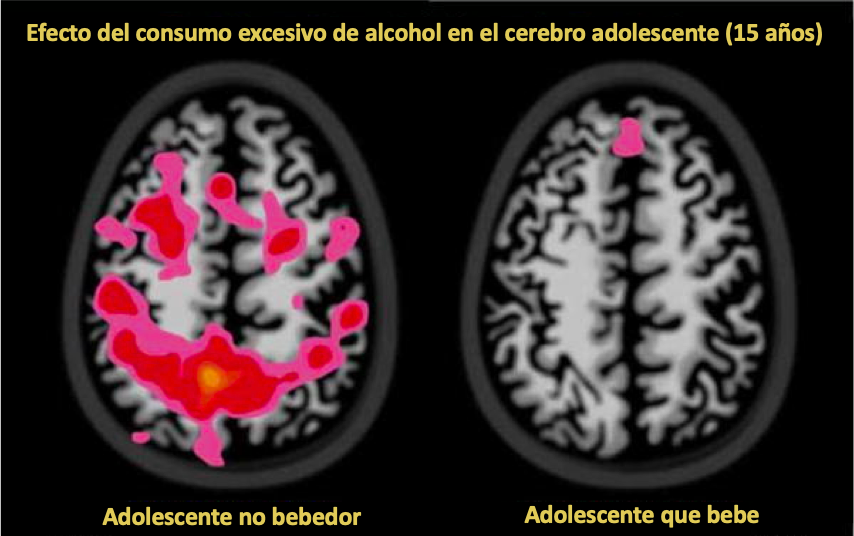 Efecto del consumo excesivo de alcohol en el cerebro adolescente (15 años)
Adolescente no bebedor
Adolescente que bebe